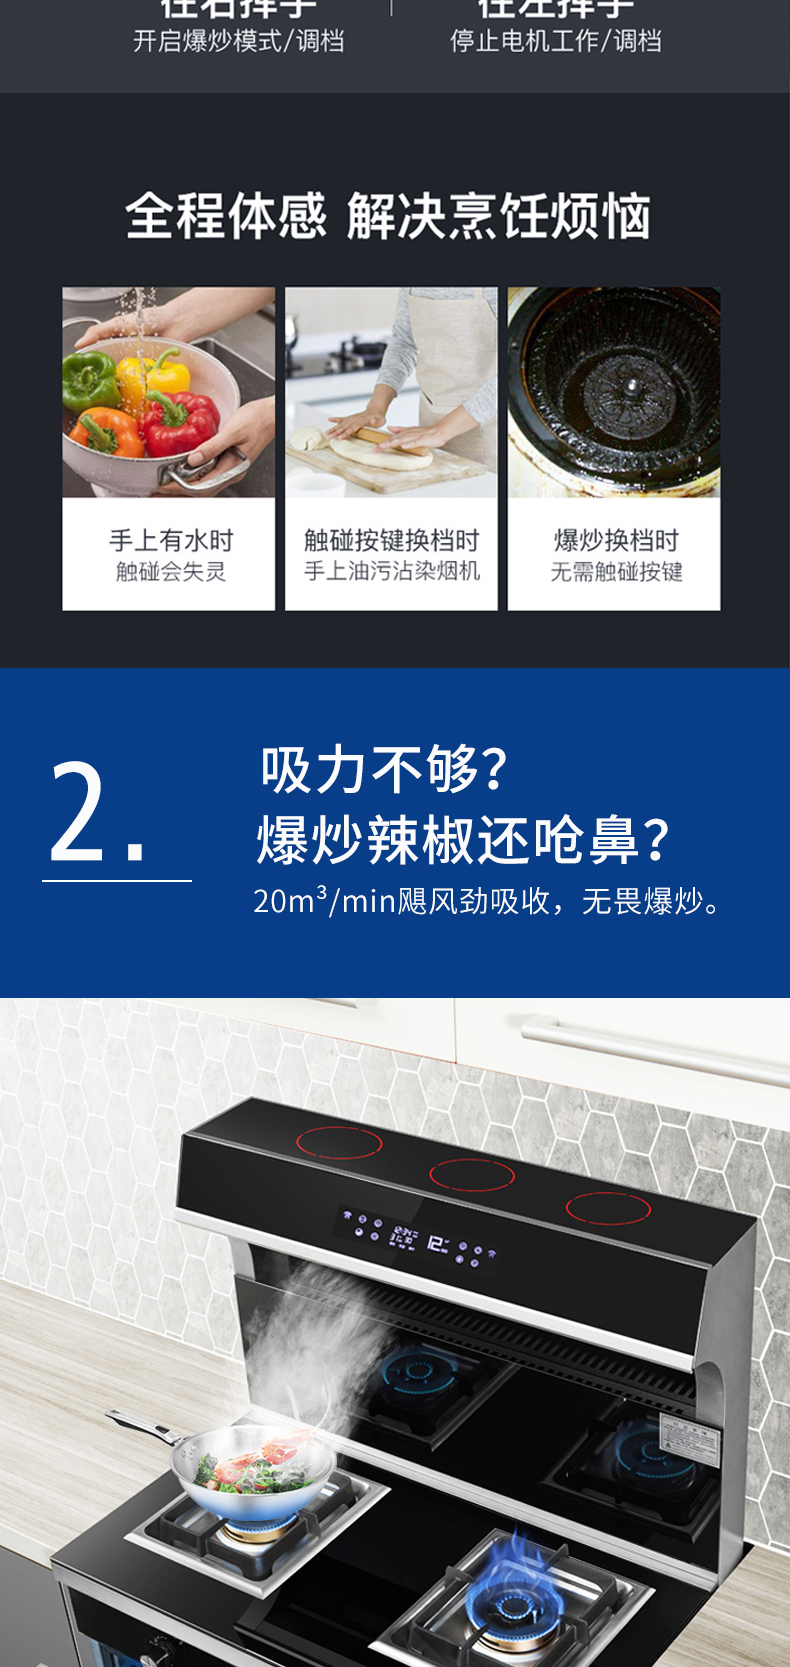 往右挥手
往左挥手
开启爆炒模式/调档
停止电机工作/调档
全程体感 解决烹饪烦恼
手上有水时
触碰会失灵
触碰按键换档时
手上油污沾染烟机
爆炒换档时
无需触碰按键
2.
吸力不够?
爆炒辣椒还呛鼻?
20m³/min飓风劲吸收，无畏爆炒。